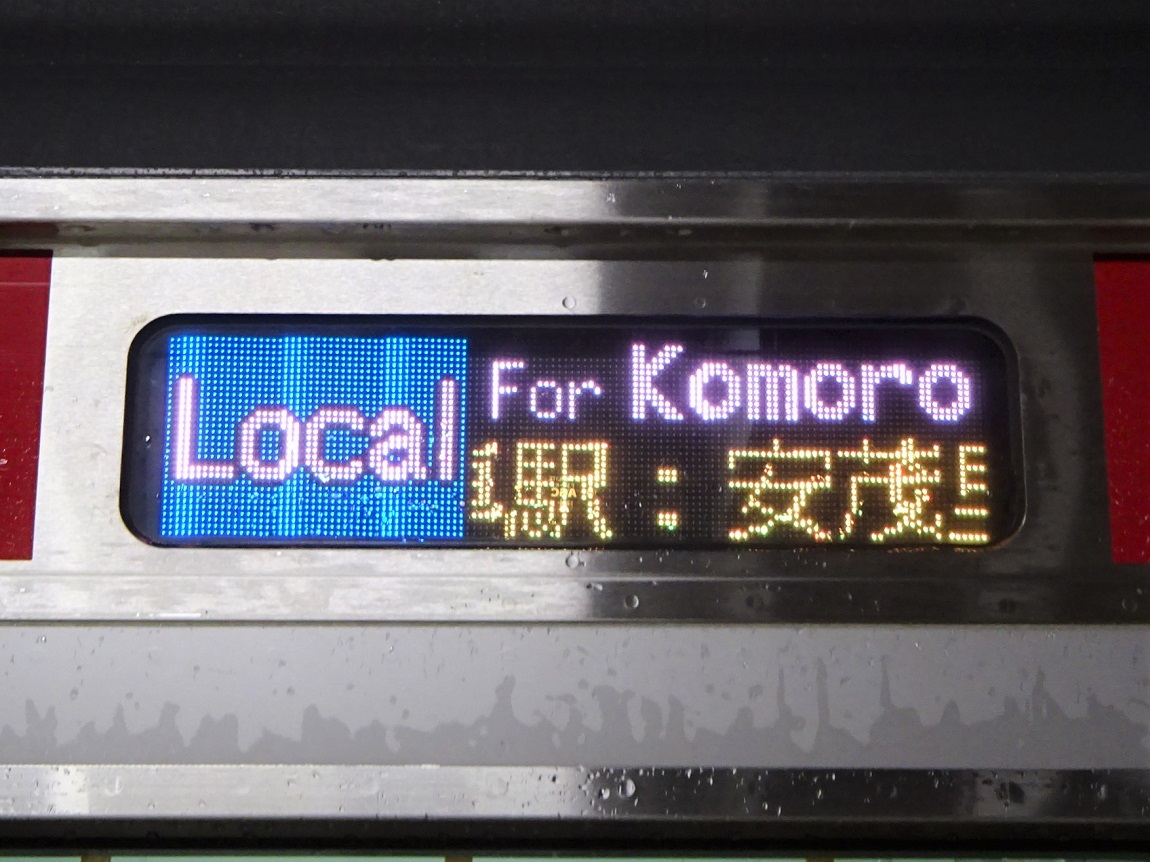 Local For Komoro
駅：安茂